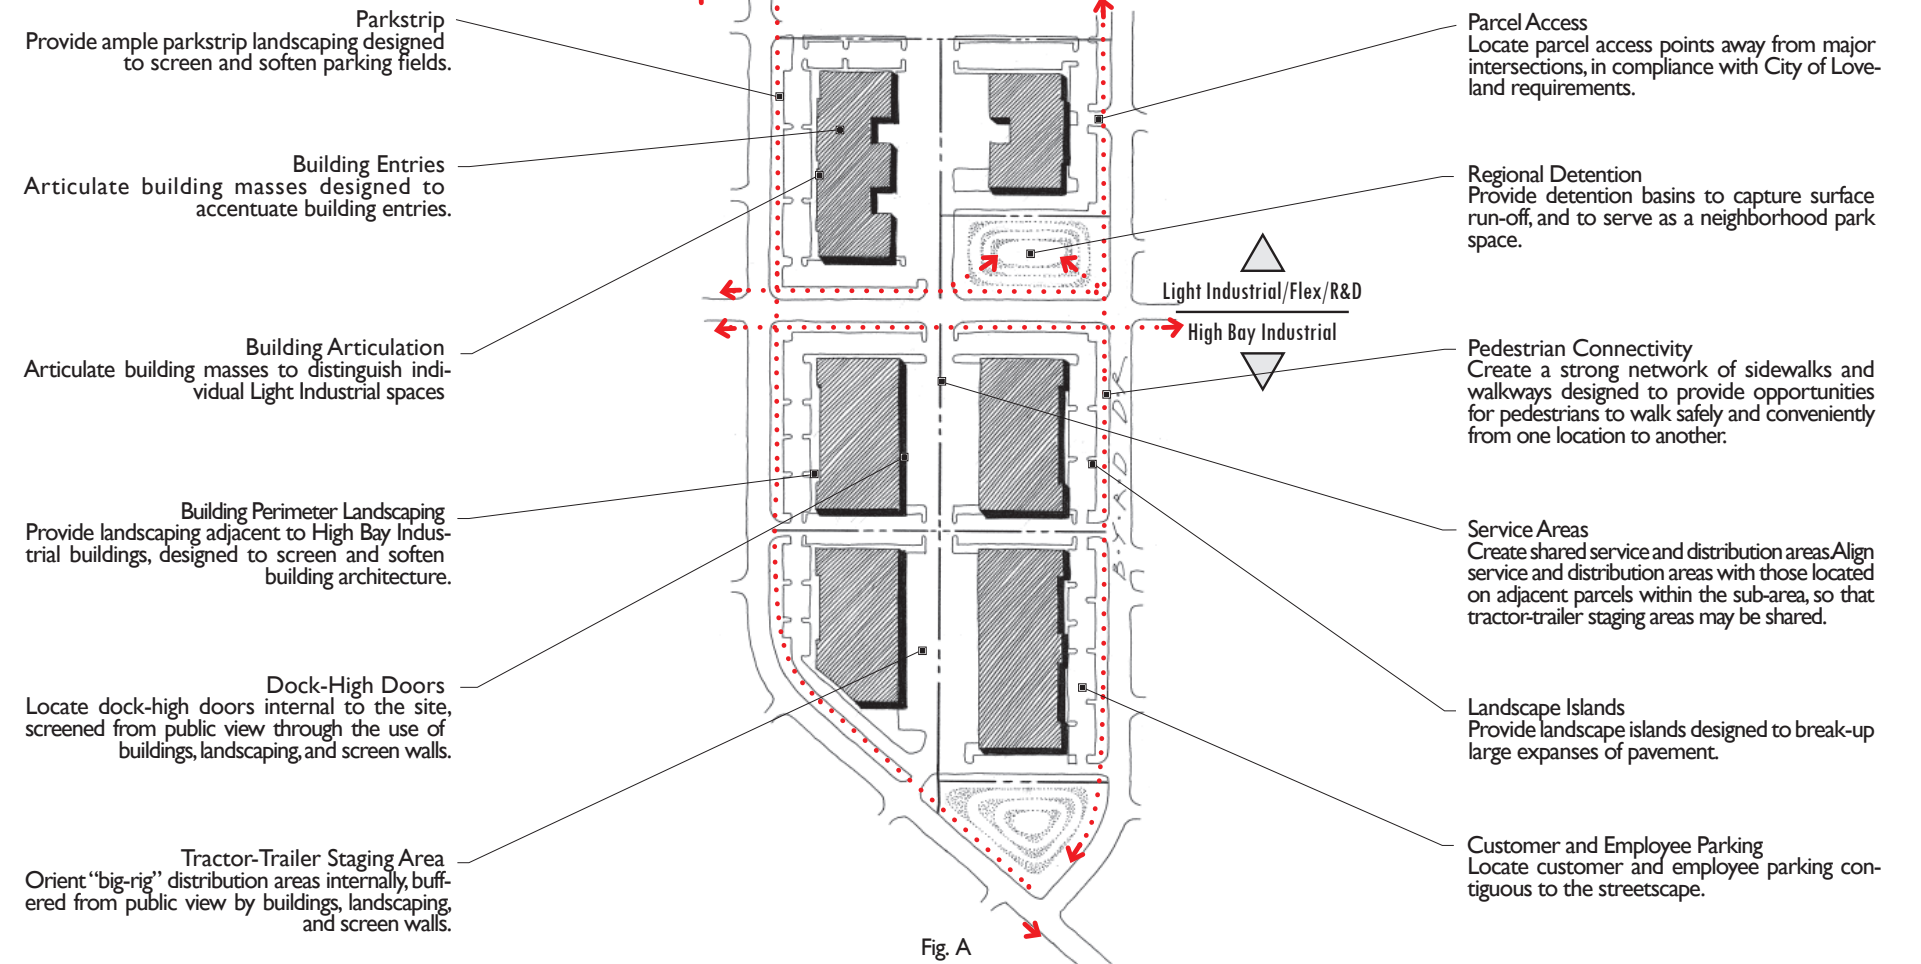 Parkstrip
Provide ample parkstrip landscaping designed
to screen and soften parking fields.
Building Entries
Articulate building masses designed to
accentuate building entries.
Building Articulation
Articulate building masses to distinguish indi-
vidual Light Industrial spaces
Building Perimeter Landscaping
Provide landscaping adjacent to High Bay Indus-
trial buildings, designed to screen and soften
building architecture.
Dock-High Doors
Locate dock-high doors internal to the site,
screened from public view through the use of
buildings, landscaping, and screen walls.
Tractor-Trailer Staging Area
Orient “big-rig” distribution areas internally, buff-
ered from public view by buildings, landscaping,
and screen walls.
Light Industrial/Flex/R&D
High Bay Industrial
BYRD DR
Fig. A
Parcel Access
Locate parcel access points away from major
intersections, in compliance with City of Love-
land requirements.
Regional Detention
Provide detention basins to capture surface
run-off, and to serve as a neighborhood park
space.
Pedestrian Connectivity
Create a strong network of sidewalks and
walkways designed to provide opportunities
for pedestrians to walk safely and conveniently
from one location to another.
Service Areas
Create shared service and distribution areas. Align
service and distribution areas with those located
on adjacent parcels within the sub-area, so that
tractor-trailer staging areas may be shared.
Landscape Islands
Provide landscape islands designed to break-up
large expanses of pavement.
Customer and Employee Parking
Locate customer and employee parking con-
tiguous to the streetscape.